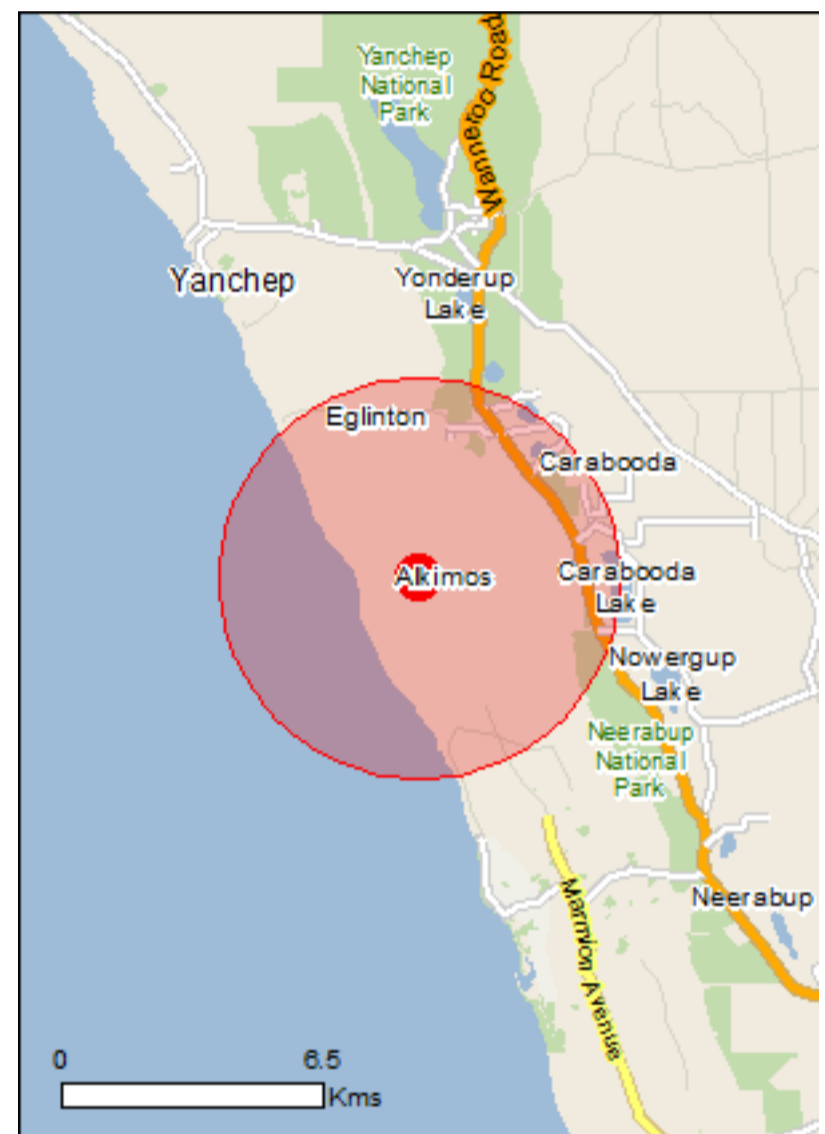 Yanchep
National
Park
Wanneroo Road
Yanchep
Yonderup
Lake
Eglinton
Carabooda
Alkimos
Carabooda
Lake
Nowergup
Lake
Neerabup
National
Park
Marmion Avenue
Neerabup
0 6.5
Kms